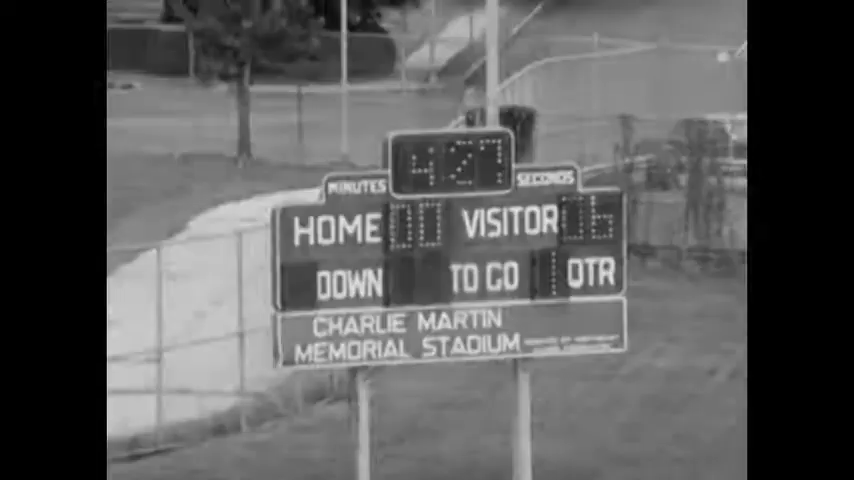 4 27
MINUTES SECONDS
HOME 00 VISITOR 06
DOWN TO GO 1 QTR
CHARLIE MARTIN
MEMORIAL STADIUM